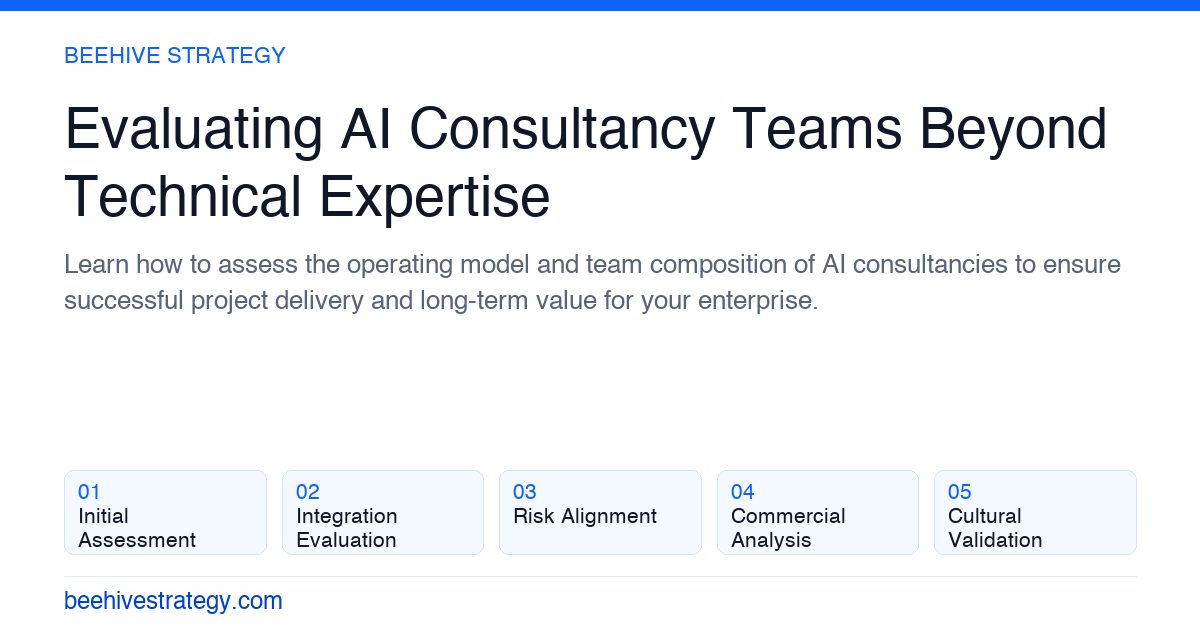 BEEHIVE STRATEGY
Evaluating AI Consultancy Teams Beyond
Technical Expertise
Learn how to assess the operating model and team composition of AI consultancies to ensure
successful project delivery and long-term value for your enterprise.
01
Initial
Assessment
02
Integration
Evaluation
03
Risk Alignment
04
Commercial
Analysis
05
Cultural
Validation
beehivestrategy.com